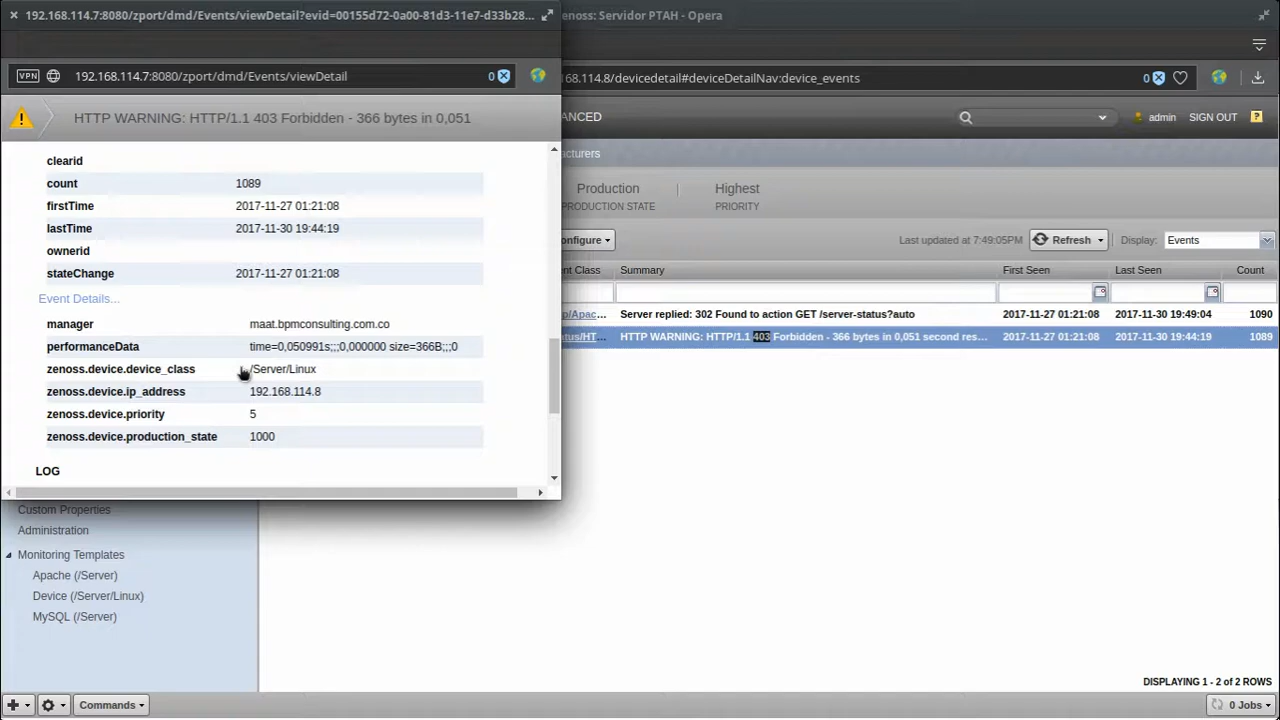 192.168.114.7:8080/zport/dmd/Events/viewDetail?evid=00155d72-0a00-81d3-11e7-d33b28...
enoss: Servidor PTAH - Opera
VPN
192.168.114.7:8080/zport/dmd/Events/viewDetail
0
68.114.8/devicedetail#deviceDetailNav:device_events
0
HTTP WARNING: HTTP/1.1 403 Forbidden - 366 bytes in 0,051
ANCED
admin
SIGN OUT
?
acturers
clearid
count 1089
firstTime 2017-11-27 01:21:08
lastTime 2017-11-30 19:44:19
ownerid
stateChange 2017-11-27 01:21:08
Event Details...
manager maat.bpmconsulting.com.co
performanceData time=0,050991s;;;0,000000 size=366B;;;0
zenoss.device.device_class /Server/Linux
zenoss.device.ip_address 192.168.114.8
zenoss.device.priority 5
zenoss.device.production_state 1000
LOG
Production
PRODUCTION STATE
Highest
PRIORITY
onfigure
Last updated at 7:49:05PM
Refresh
Display:
Events
nt Class Summary First Seen Last Seen Count
p/Apac... Server replied: 302 Found to action GET /server-status?auto 2017-11-27 01:21:08 2017-11-30 19:49:04 1090
atus/HT... HTTP WARNING: HTTP/1.1 403 Forbidden - 366 bytes in 0,051 second res... 2017-11-27 01:21:08 2017-11-30 19:44:19 1089
Custom Properties
Administration
Monitoring Templates
Apache (/Server)
Device (/Server/Linux)
MySQL (/Server)
DISPLAYING 1 - 2 of 2 ROWS
Commands
0 Jobs